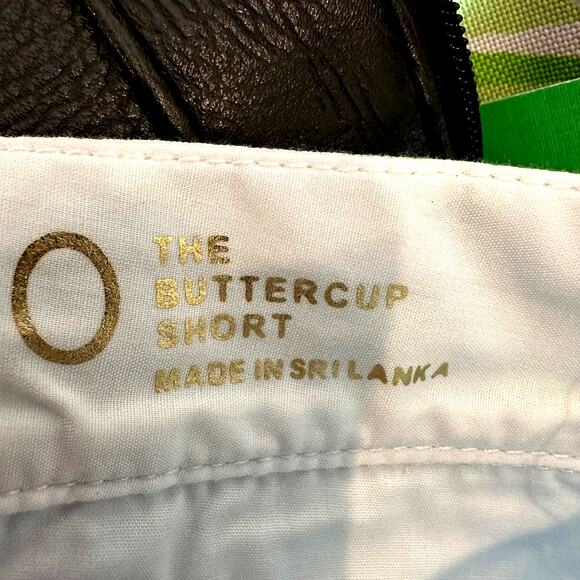 0
THE
BUTTERCUP
SHORT
MADE IN SRI LANKA